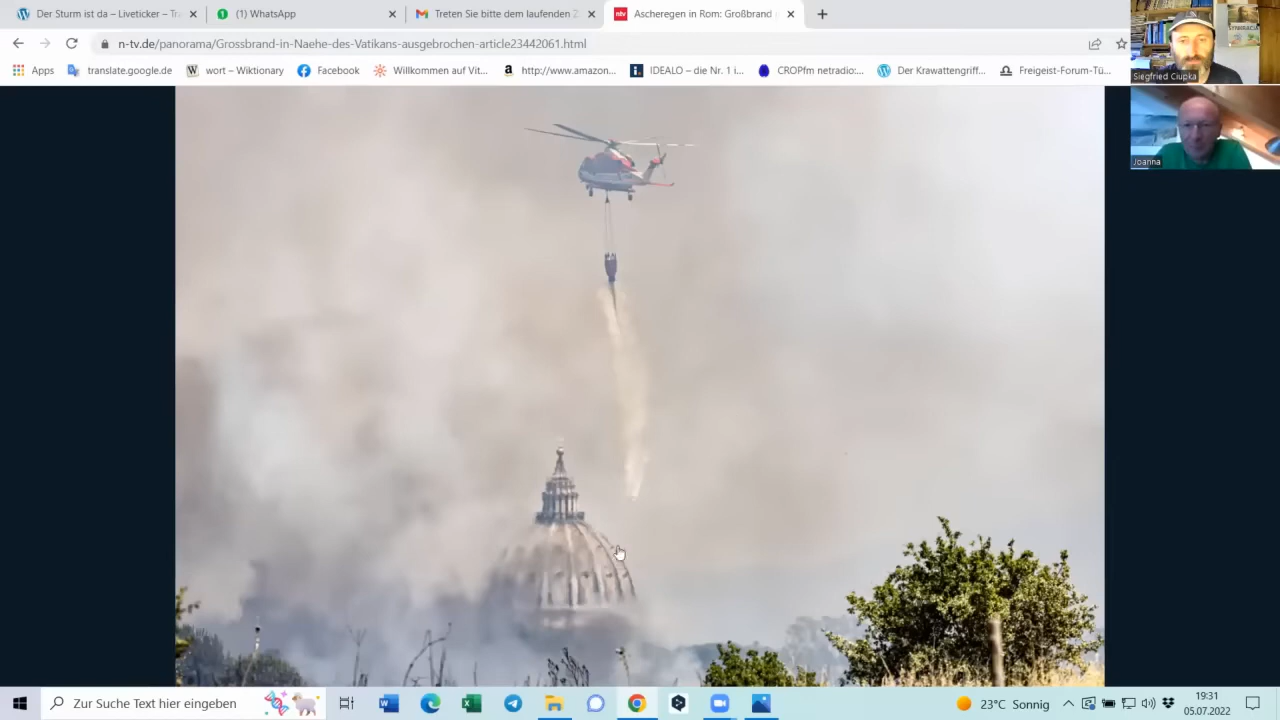 Der Sturm ist da – Liveticker – Tra
(1) WhatsApp
Treten Sie bitte dem laufenden Z
ntv
Ascheregen in Rom: Großbrand
n-tv.de/panorama/Grossbrand-in-Naehe-des-Vatikans-ausgebrochen-article23442061.html
Apps
translate.google.de
wort – Wiktionary
Facebook
Willkommen auf Vit...
http://www.amazon...
IDEALO – die Nr. 1 i...
CROPfm netradio:...
Der Krawattengriff...
Freigeist-Forum-Tü...
Siegfried Ciupka
Joanna
Zur Suche Text hier eingeben
23°C Sonnig
19:31
05.07.2022